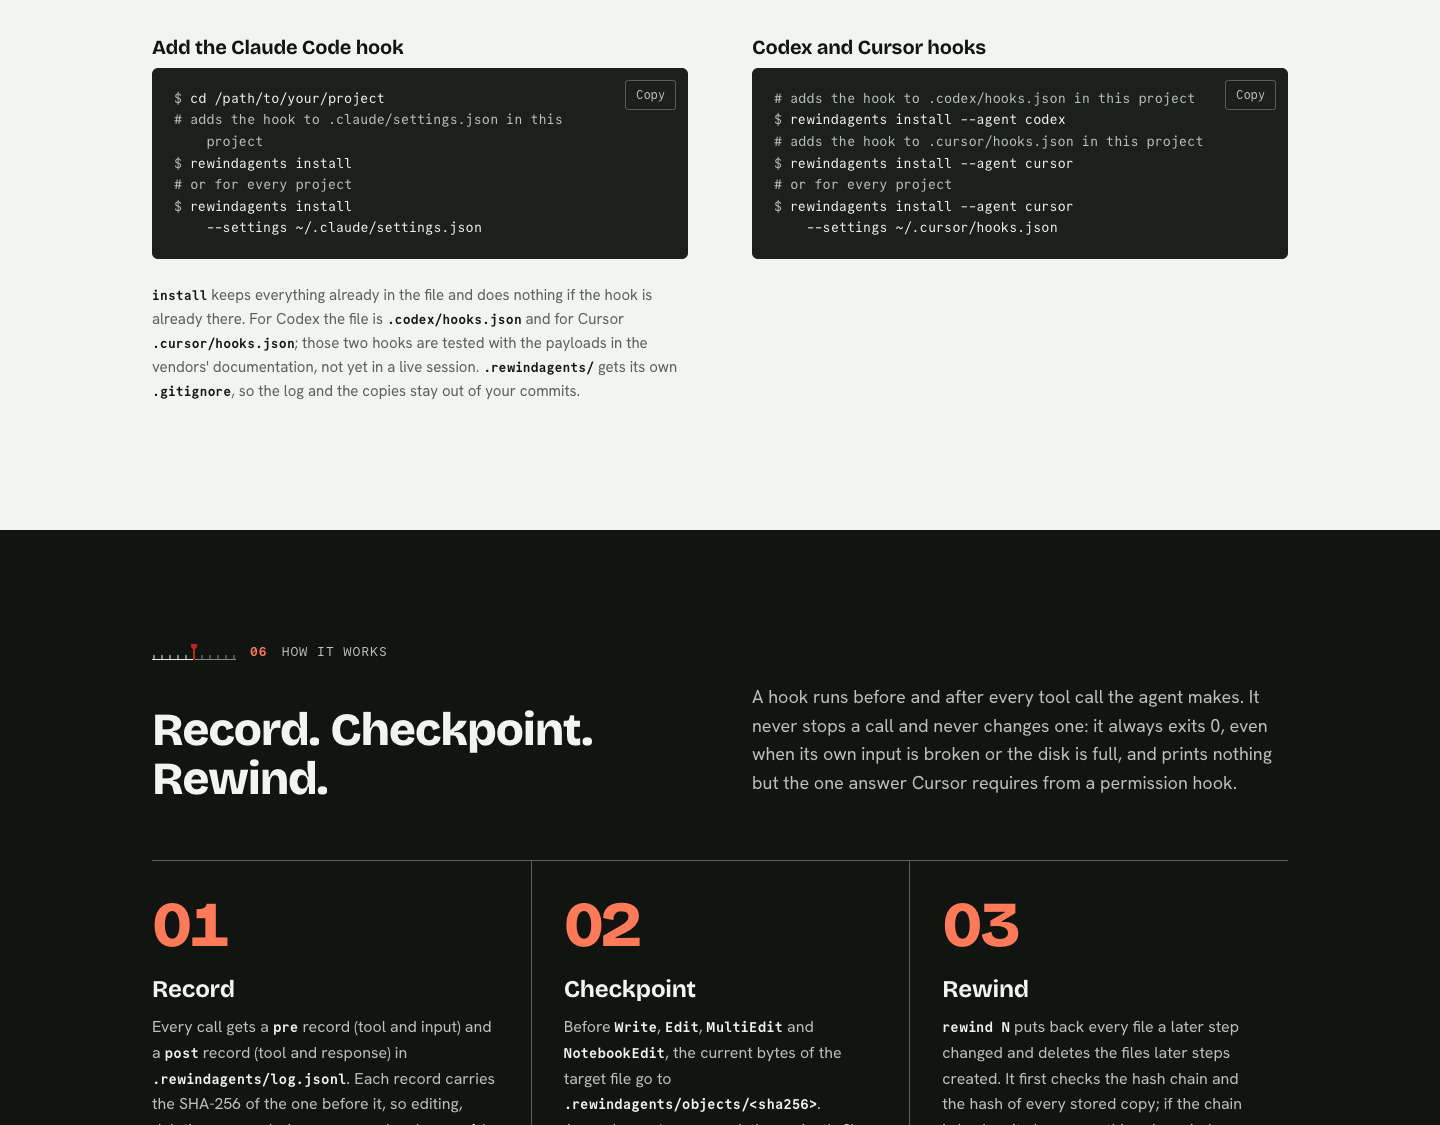 Add the Claude Code hook
Copy
$ cd /path/to/your/project
# adds the hook to .claude/settings.json in this
project
$ rewindagents install
# or for every project
$ rewindagents install
--settings ~/.claude/settings.json
install keeps everything already in the file and does nothing if the hook is
already there. For Codex the file is .codex/hooks.json and for Cursor
.cursor/hooks.json; those two hooks are tested with the payloads in the
vendors' documentation, not yet in a live session. .rewindagents/ gets its own
.gitignore, so the log and the copies stay out of your commits.
Codex and Cursor hooks
Copy
# adds the hook to .codex/hooks.json in this project
$ rewindagents install --agent codex
# adds the hook to .cursor/hooks.json in this project
$ rewindagents install --agent cursor
# or for every project
$ rewindagents install --agent cursor
--settings ~/.cursor/hooks.json
06 HOW IT WORKS
Record. Checkpoint.
Rewind.
A hook runs before and after every tool call the agent makes. It
never stops a call and never changes one: it always exits 0, even
when its own input is broken or the disk is full, and prints nothing
but the one answer Cursor requires from a permission hook.
01
Record
Every call gets a pre record (tool and input) and
a post record (tool and response) in
.rewindagents/log.jsonl. Each record carries
the SHA-256 of the one before it, so editing,
02
Checkpoint
Before Write, Edit, MultiEdit and
NotebookEdit, the current bytes of the
target file go to
.rewindagents/objects/<sha256>.
03
Rewind
rewind N puts back every file a later step
changed and deletes the files later steps
created. It first checks the hash chain and
the hash of every stored copy; if the chain